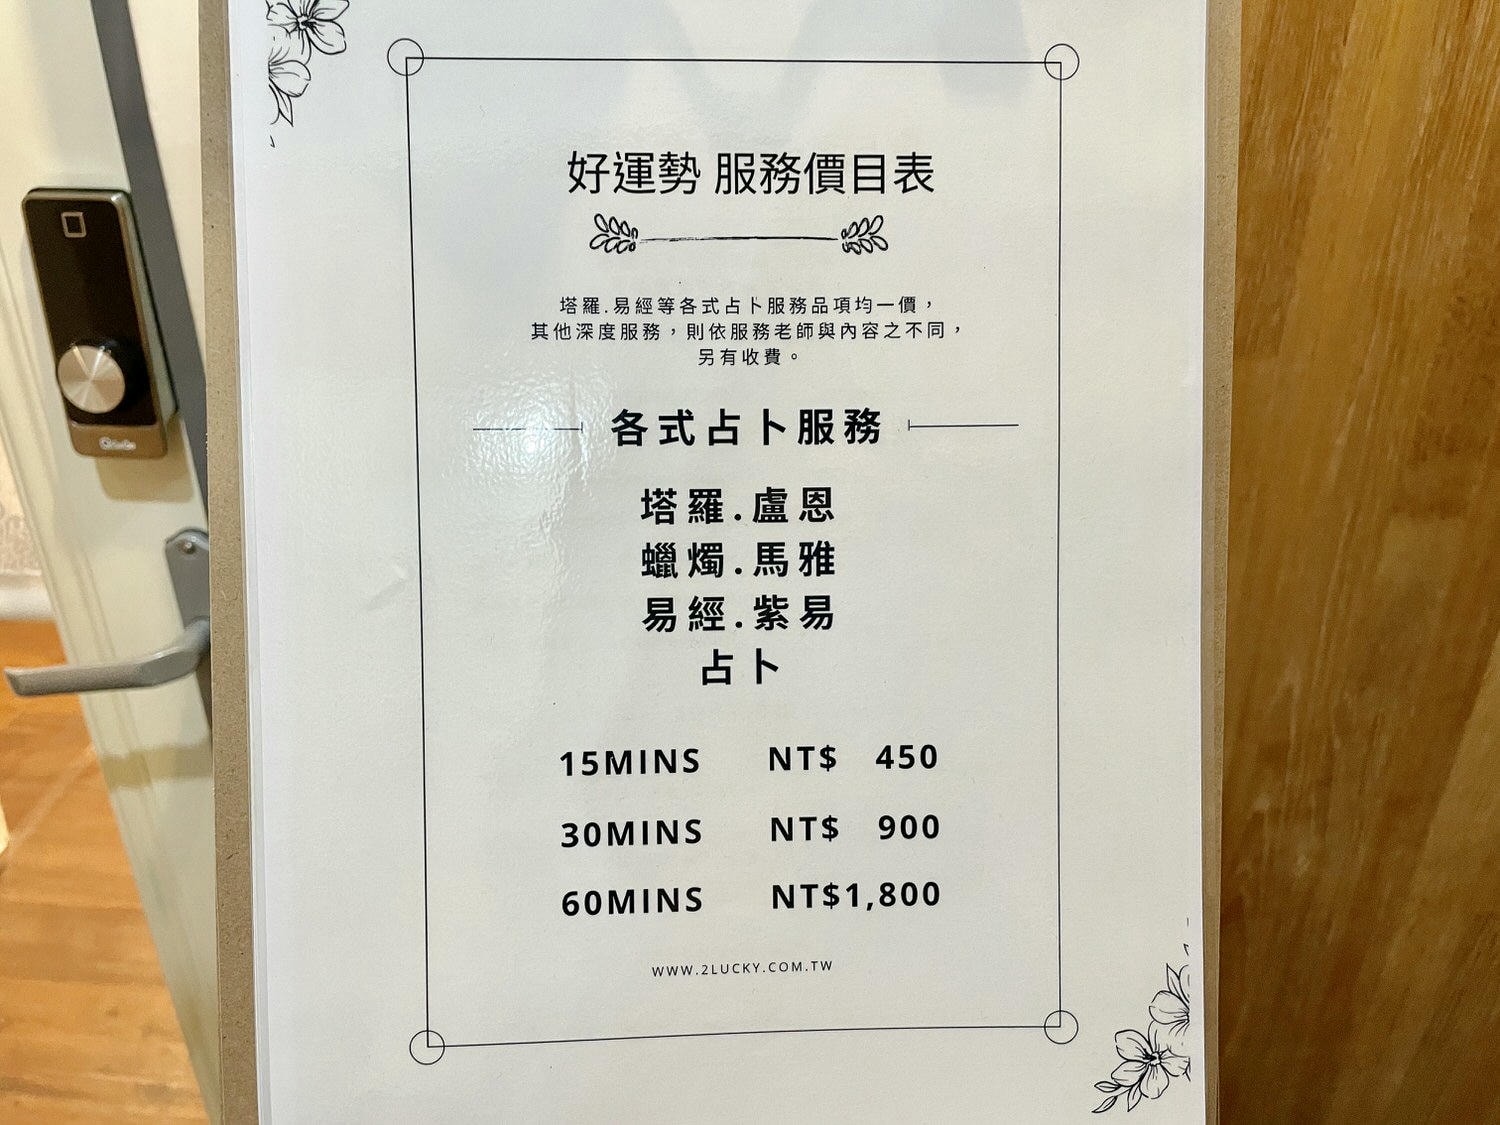 好運勢 服務價目表
塔羅.易經等各式占卜服務品項均一價，
其他深度服務，則依服務老師與內容之不同，
另有收費。
各式占卜服務
塔羅.盧恩
蠟燭.馬雅
易經.紫易
占卜
15MINS NT$ 450
30MINS NT$ 900
60MINS NT$1,800
WWW.2LUCKY.COM.TW